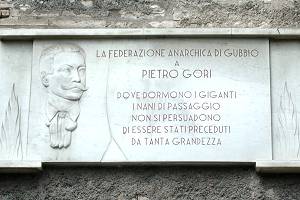 LA FEDERAZIONE ANARCHICA DI GUBBIO
A
PIETRO GORI
DOVE DORMONO I GIGANTI
I NANI DI PASSAGGIO
NON SI PERSUADONO
DI ESSERE STATI PRECEDUTI
DA TANTA GRANDEZZA